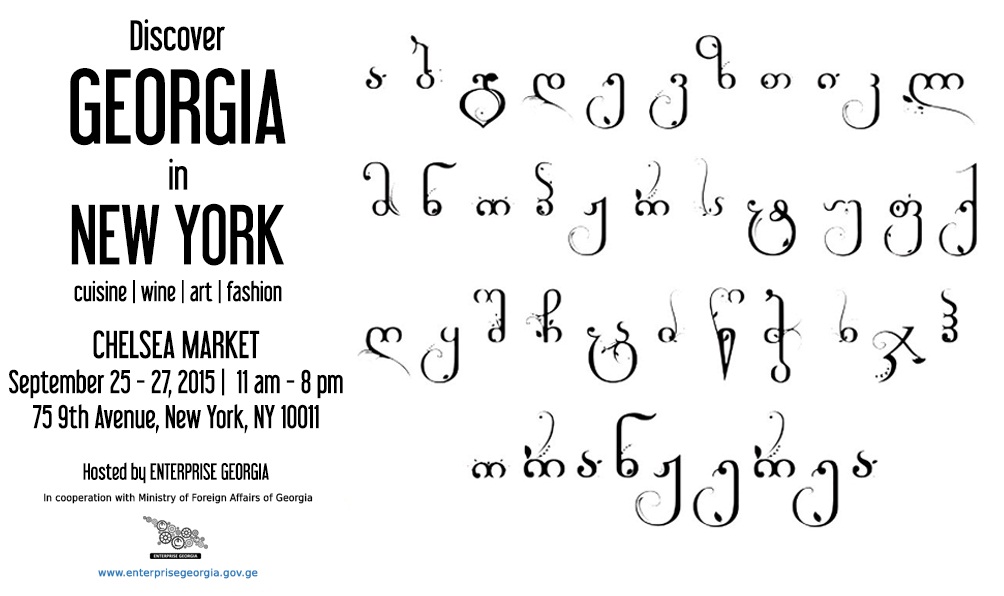 Discover
GEORGIA
in
NEW YORK
cuisine | wine | art | fashion
CHELSEA MARKET
September 25 - 27, 2015 | 11 am - 8 pm
75 9th Avenue, New York, NY 10011
Hosted by ENTERPRISE GEORGIA
In cooperation with Ministry of Foreign Affairs of Georgia
ENTERPRISE GEORGIA
www.enterprisegeorgia.gov.ge
ა ბ გ დ ე ვ ზ თ ი კ ლ
მ ნ ო პ ჟ რ ს ტ უ ფ ქ
ღ ყ შ ჩ ც ძ წ ჭ ხ ჯ ჰ
ორანჟერეა